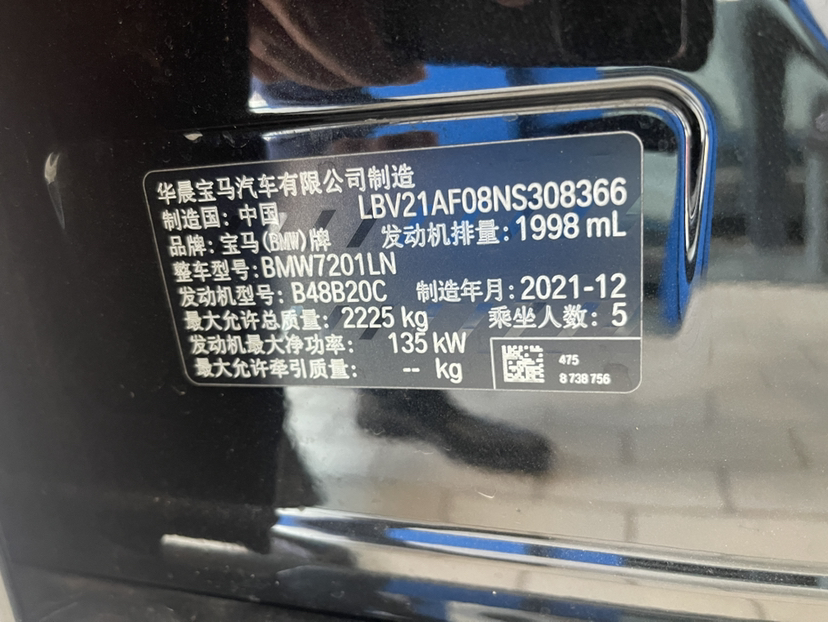 华晨宝马汽车有限公司制造
制造国: 中国 LBV21AF08NS308366
品牌: 宝马(BMW)牌 发动机排量: 1998 mL
整车型号: BMW7201LN
发动机型号: B48B20C 制造年月: 2021-12
最大允许总质量: 2225 kg 乘坐人数: 5
发动机最大净功率: 135 kW
最大允许牵引质量: -- kg
475
8 738 756